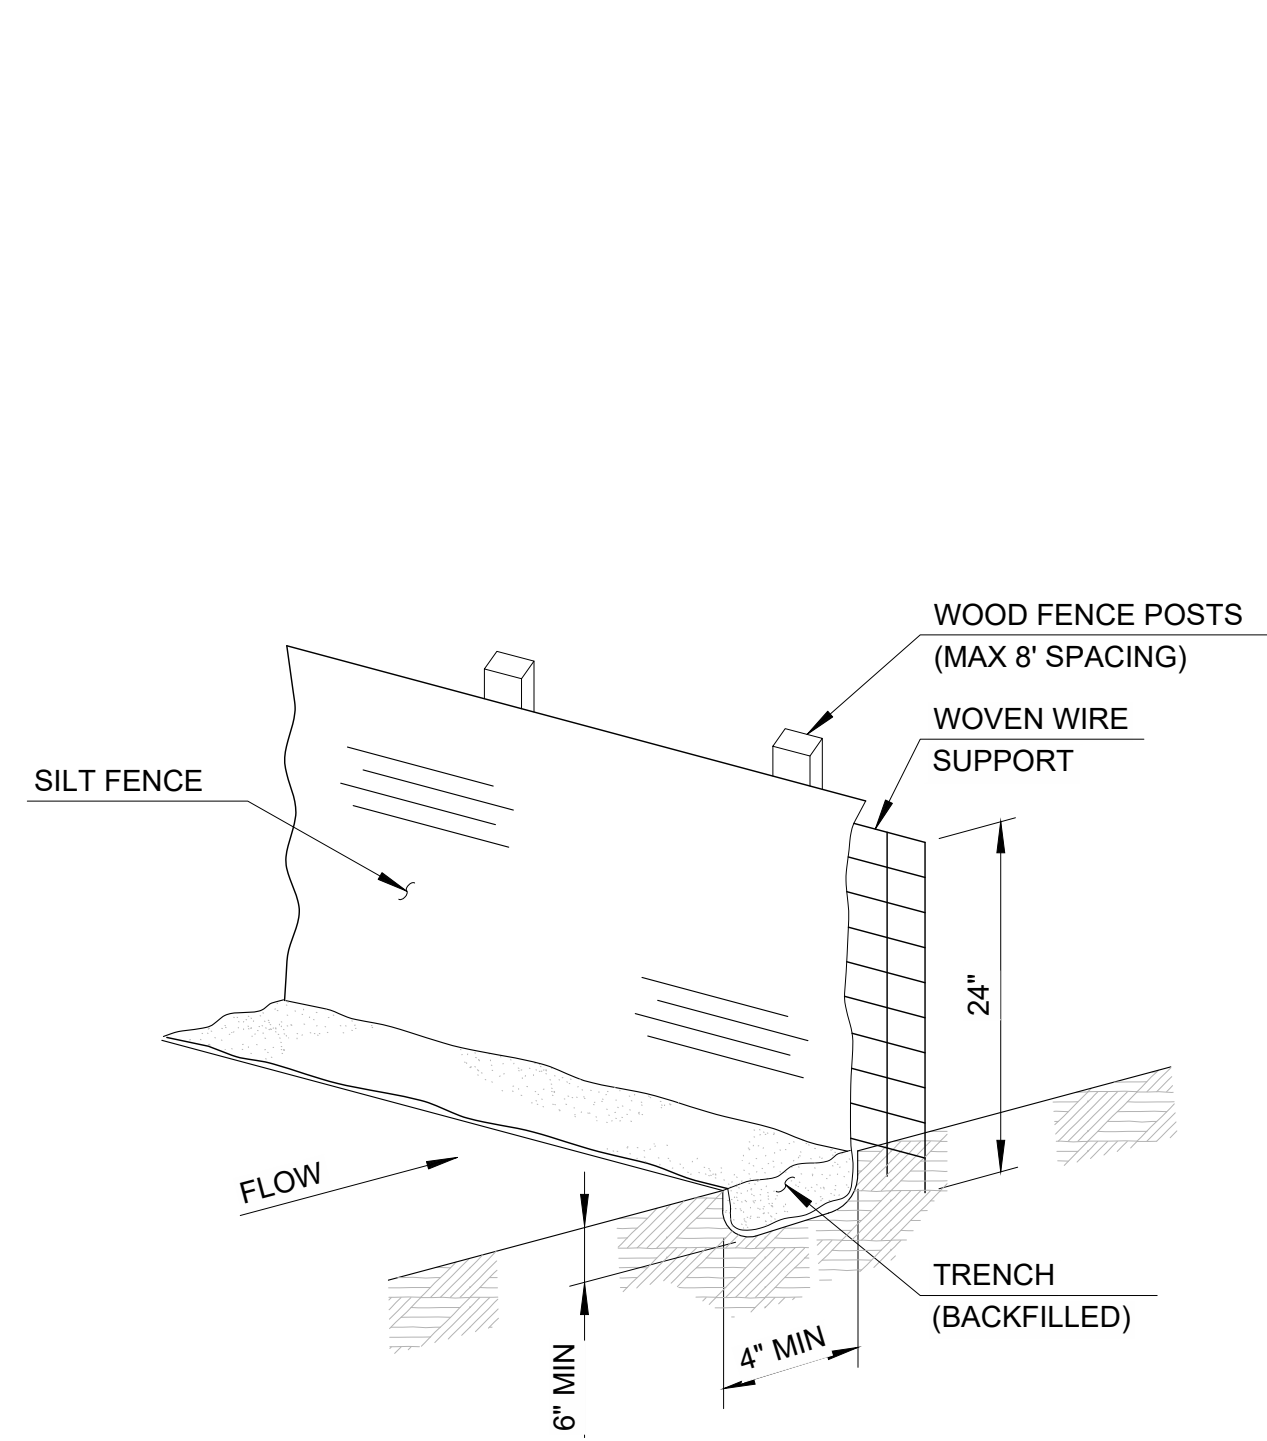 WOOD FENCE POSTS
(MAX 8' SPACING)
WOVEN WIRE
SUPPORT
SILT FENCE
24"
FLOW
TRENCH
(BACKFILLED)
4" MIN
6" MIN